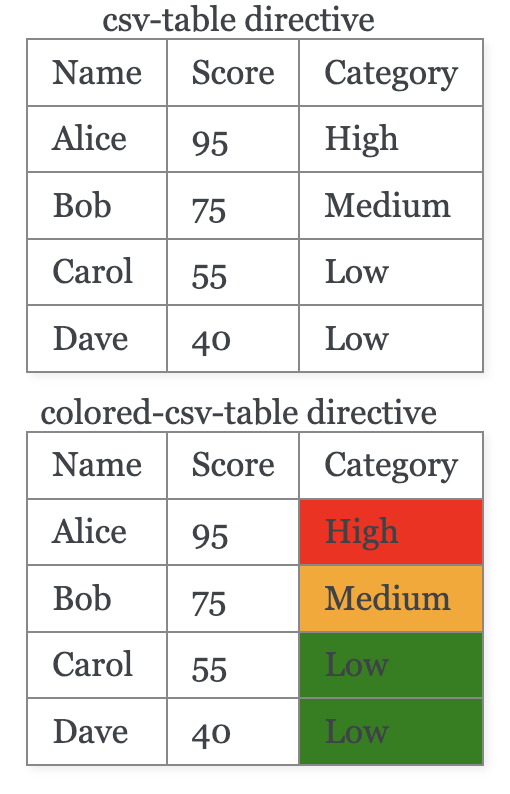 csv-table directive
Name Score Category
Alice 95 High
Bob 75 Medium
Carol 55 Low
Dave 40 Low
colored-csv-table directive
Name Score Category
Alice 95 High
Bob 75 Medium
Carol 55 Low
Dave 40 Low